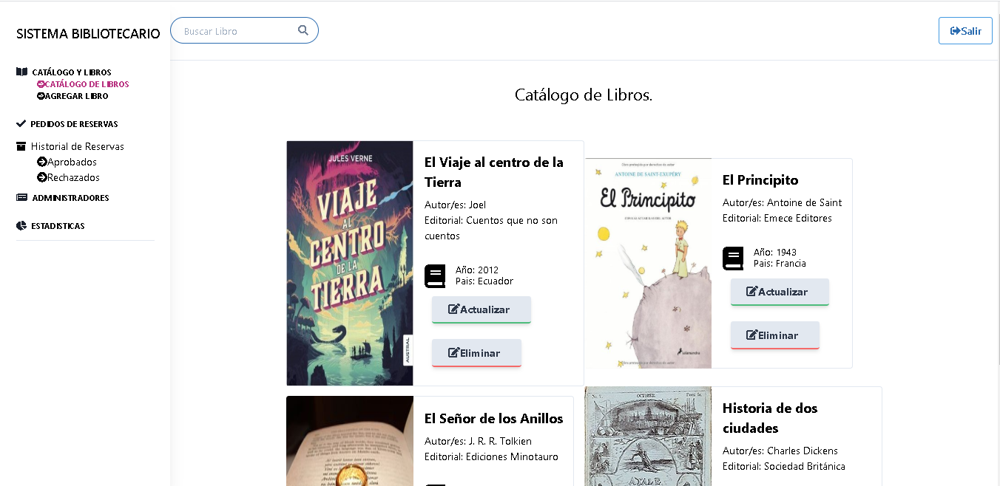 SISTEMA BIBLIOTECARIO
Buscar Libro
Salir
CATÁLOGO Y LIBROS
CATÁLOGO DE LIBROS
AGREGAR LIBRO
PEDIDOS DE RESERVAS
Historial de Reservas
Aprobados
Rechazados
ADMINISTRADORES
ESTADISTICAS
Catálogo de Libros.
JULES VERNE
VIAJE
AL
CENTRO
DE LA
TIERRA
AUSTRAL
El Viaje al centro de la
Tierra
Autor/es: Joel
Editorial: Cuentos que no son
cuentos
Año: 2012
Pais: Ecuador
Actualizar
Eliminar
ANTOINE DE SAINT-EXUPÉRY
El Principito
El Principito
Autor/es: Antoine de Saint
Editorial: Emece Editores
Año: 1943
Pais: Francia
Actualizar
Eliminar
El Señor de los Anillos
Autor/es: J. R. R. Tolkien
Editorial: Ediciones Minotauro
OCTOBER
Historia de dos
ciudades
Autor/es: Charles Dickens
Editorial: Sociedad Británica